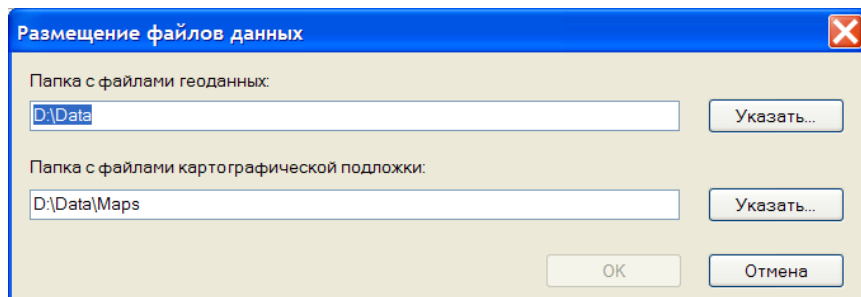 Размещение файлов данных
Папка с файлами геоданных:
D:\Data
Указать...
Папка с файлами картографической подложки:
D:\Data\Maps
Указать...
OK
Отмена